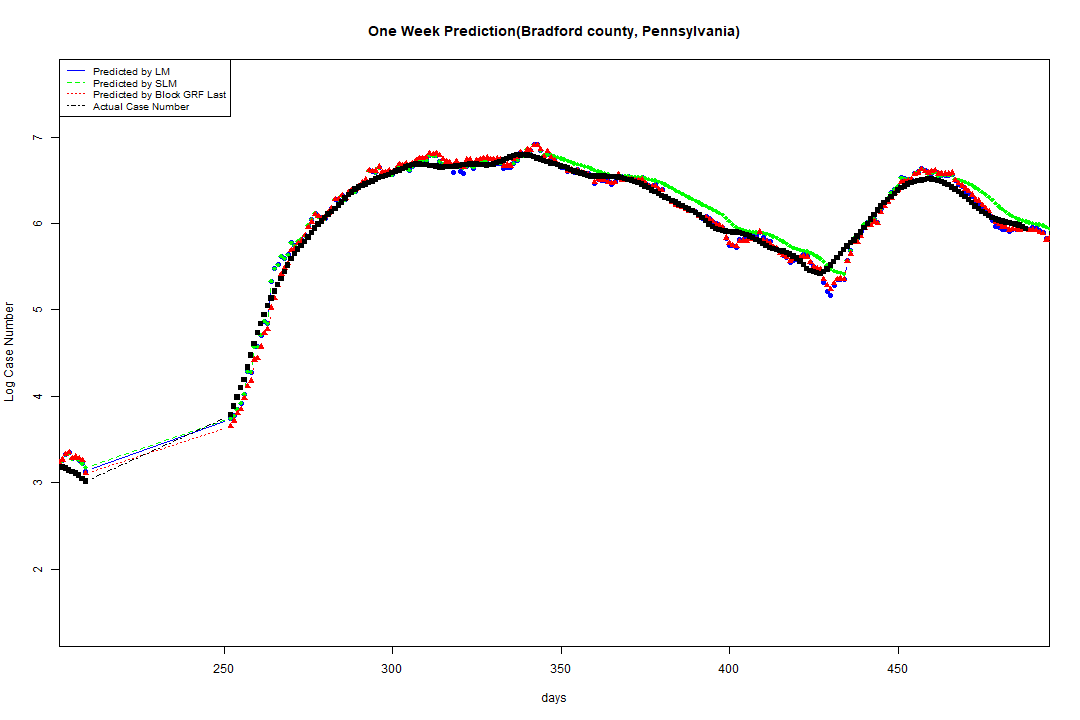 One Week Prediction(Bradford county, Pennsylvania)
Predicted by LM
Predicted by SLM
Predicted by Block GRF Last
Actual Case Number
7
6
5
4
3
2
Log Case Number
250 300 350 400 450
days